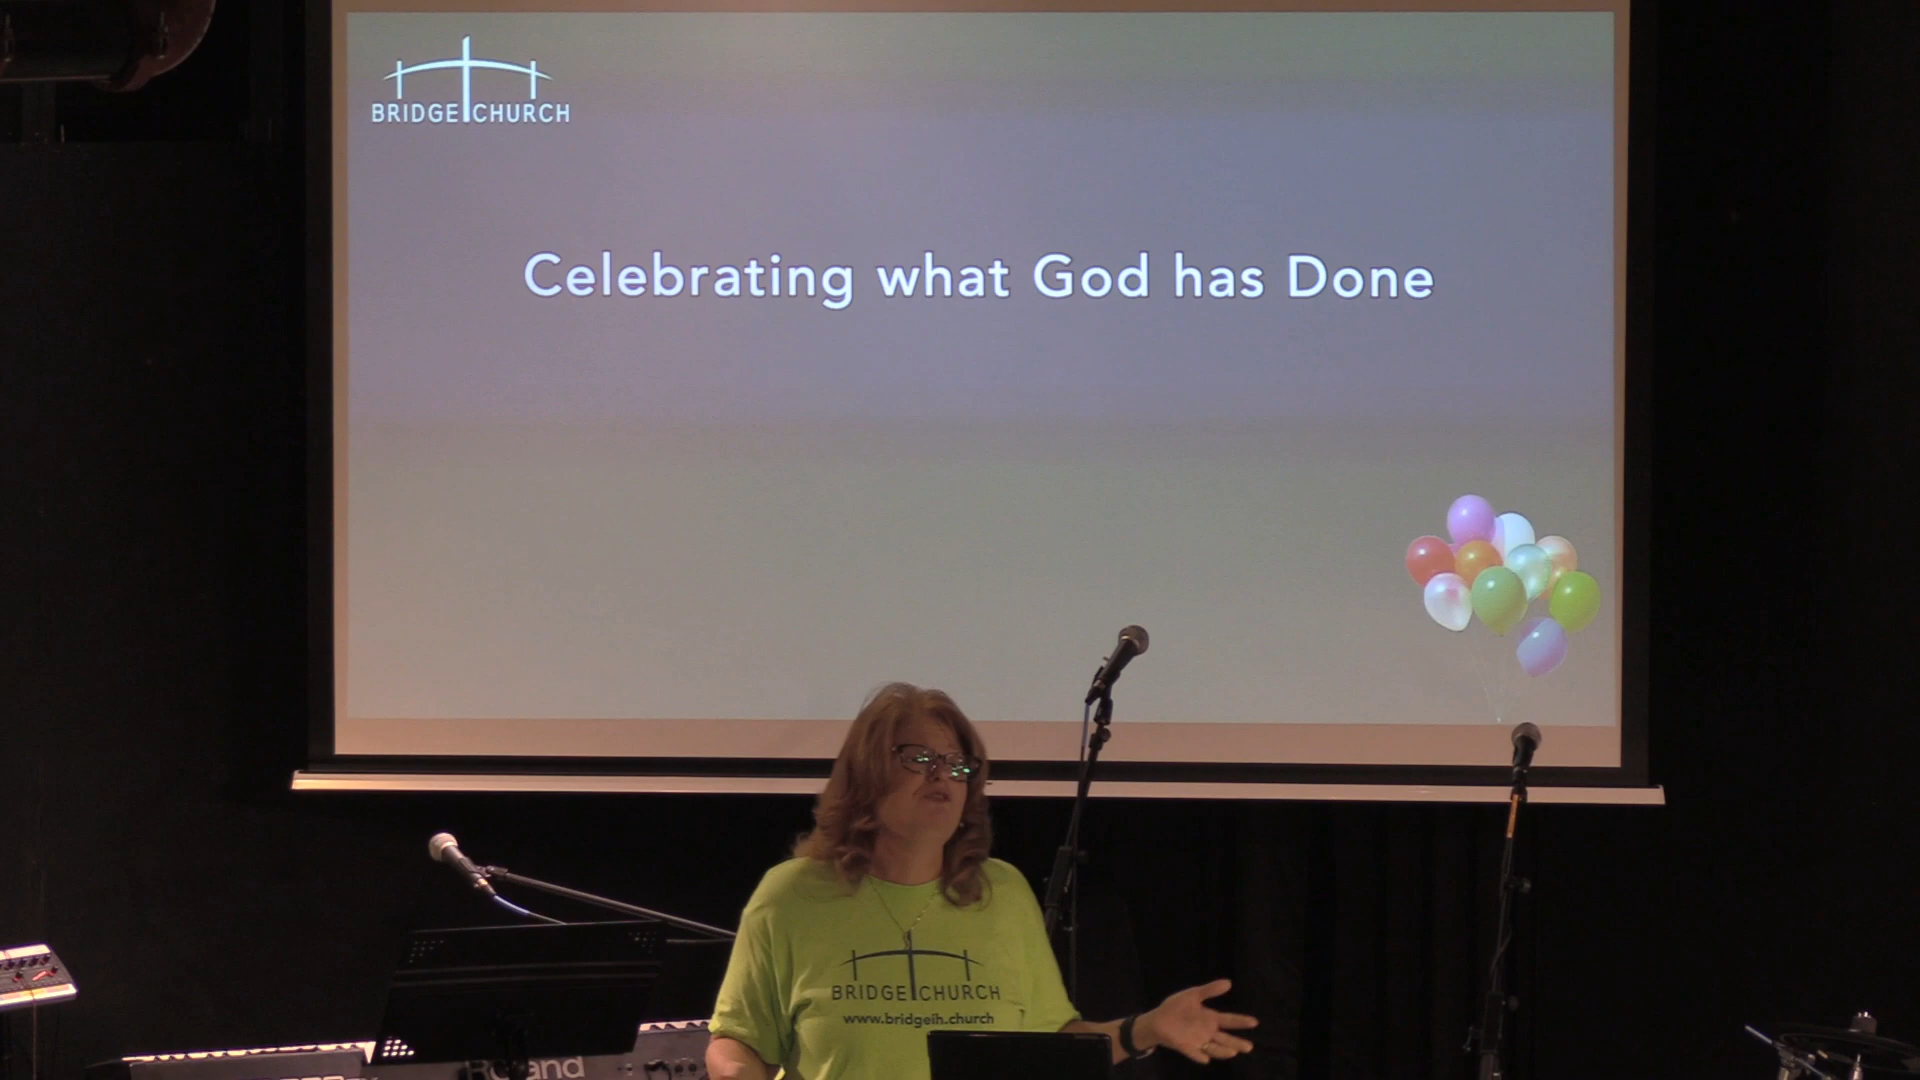 BRIDGE CHURCH
Celebrating what God has Done
BRIDGE CHURCH
www.bridgeih.church
Roland